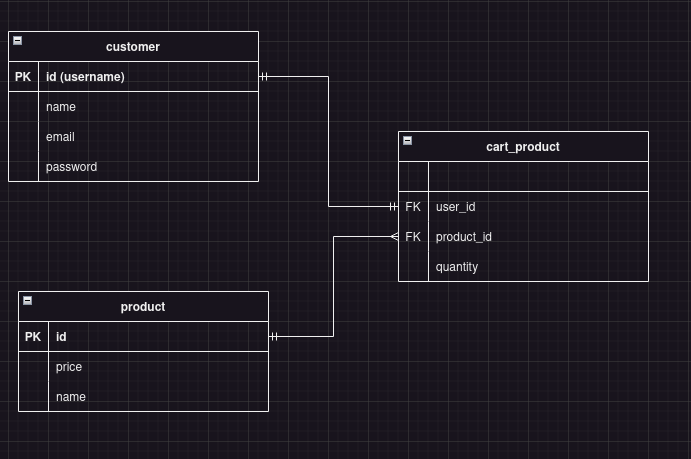 customer
PK id (username)
name
email
password
cart_product
FK user_id
FK product_id
quantity
product
PK id
price
name